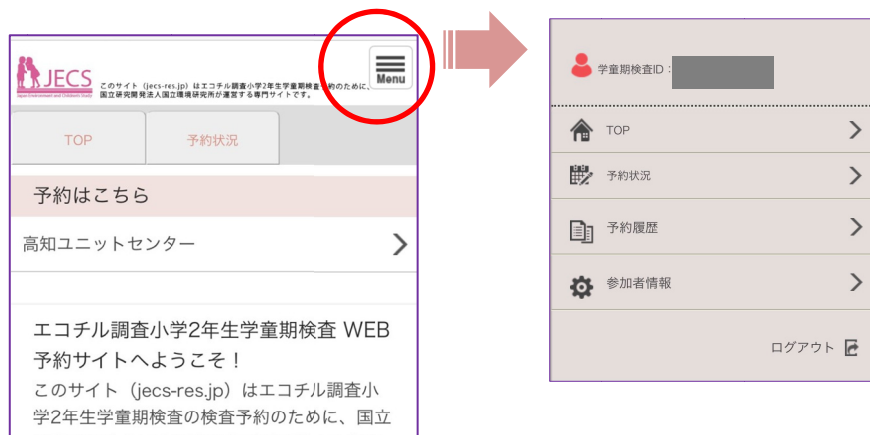 JECS
このサイト（jecs-res.jp）はエコチル調査小学2年生学童期検査予約のために、
国立研究開発法人国立環境研究所が運営する専門サイトです。
Menu
TOP
予約状況
予約はこちら
高知ユニットセンター
エコチル調査小学2年生学童期検査 WEB
予約サイトへようこそ！
このサイト（jecs-res.jp）はエコチル調査小
学2年生学童期検査の検査予約のために、国立
学童期検査ID：
TOP
予約状況
予約履歴
参加者情報
ログアウト